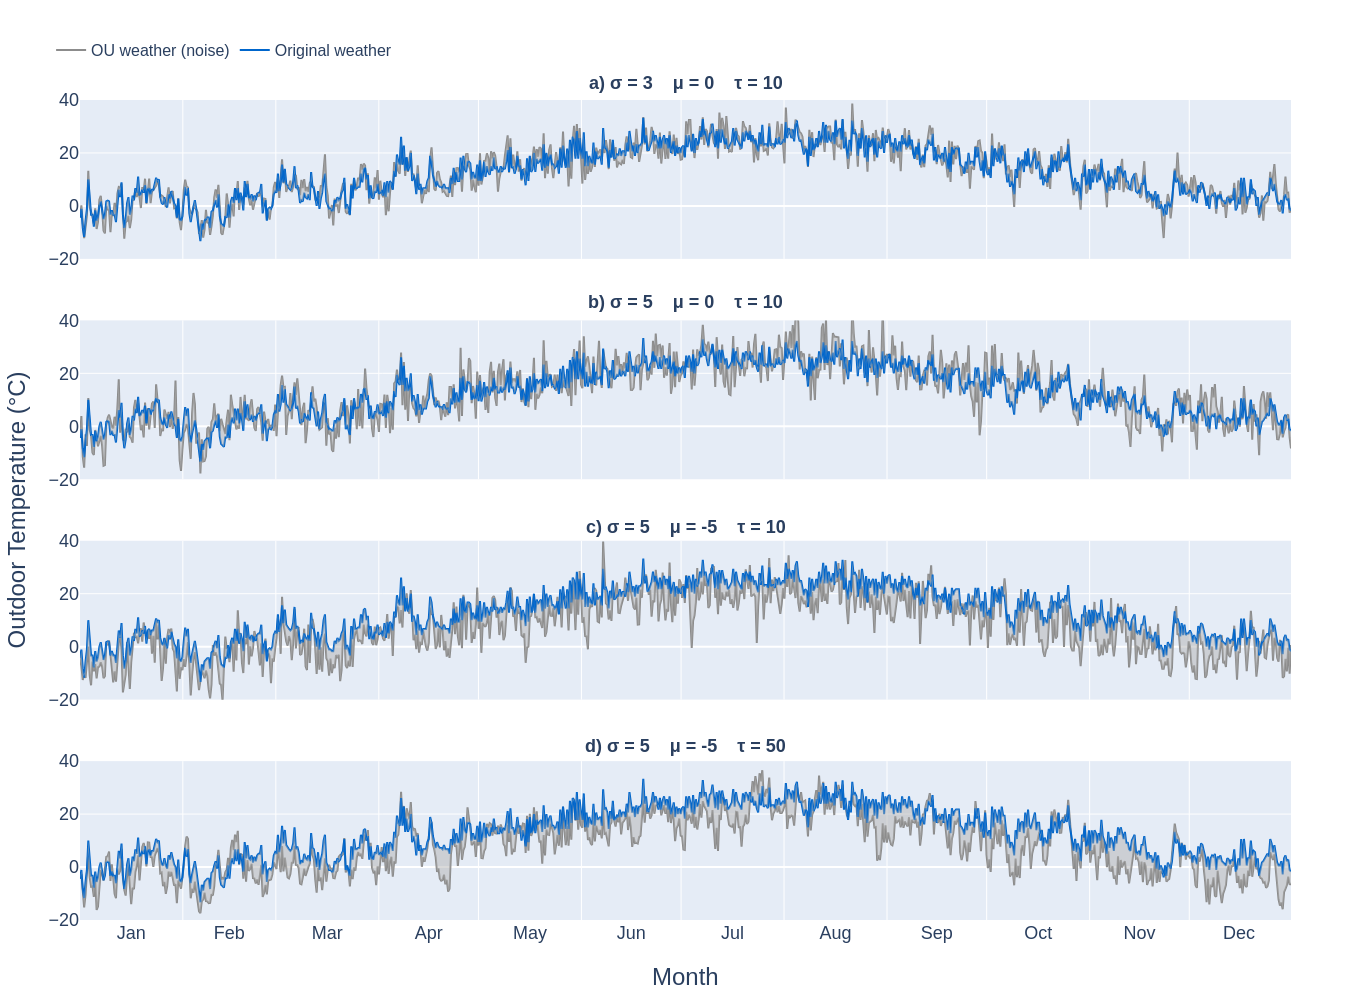 OU weather (noise) Original weather
a) σ = 3 μ = 0 τ = 10
40
20
0
−20
b) σ = 5 μ = 0 τ = 10
40
20
0
−20
c) σ = 5 μ = -5 τ = 10
40
20
0
−20
d) σ = 5 μ = -5 τ = 50
40
20
0
−20
Jan Feb Mar Apr May Jun Jul Aug Sep Oct Nov Dec
Month
Outdoor Temperature (°C)